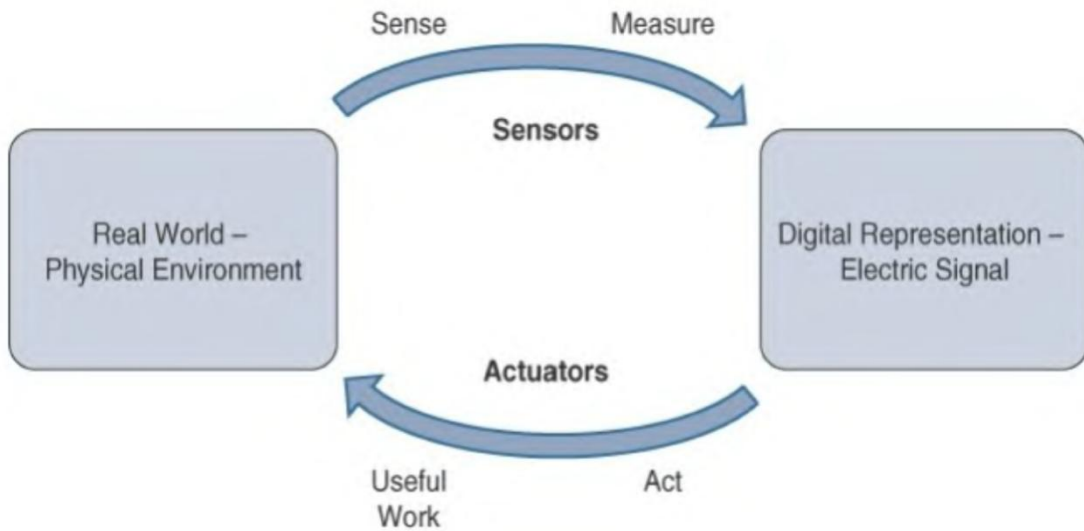 Sense
Measure
Sensors
Real World –
Physical Environment
Digital Representation –
Electric Signal
Actuators
Useful
Work
Act